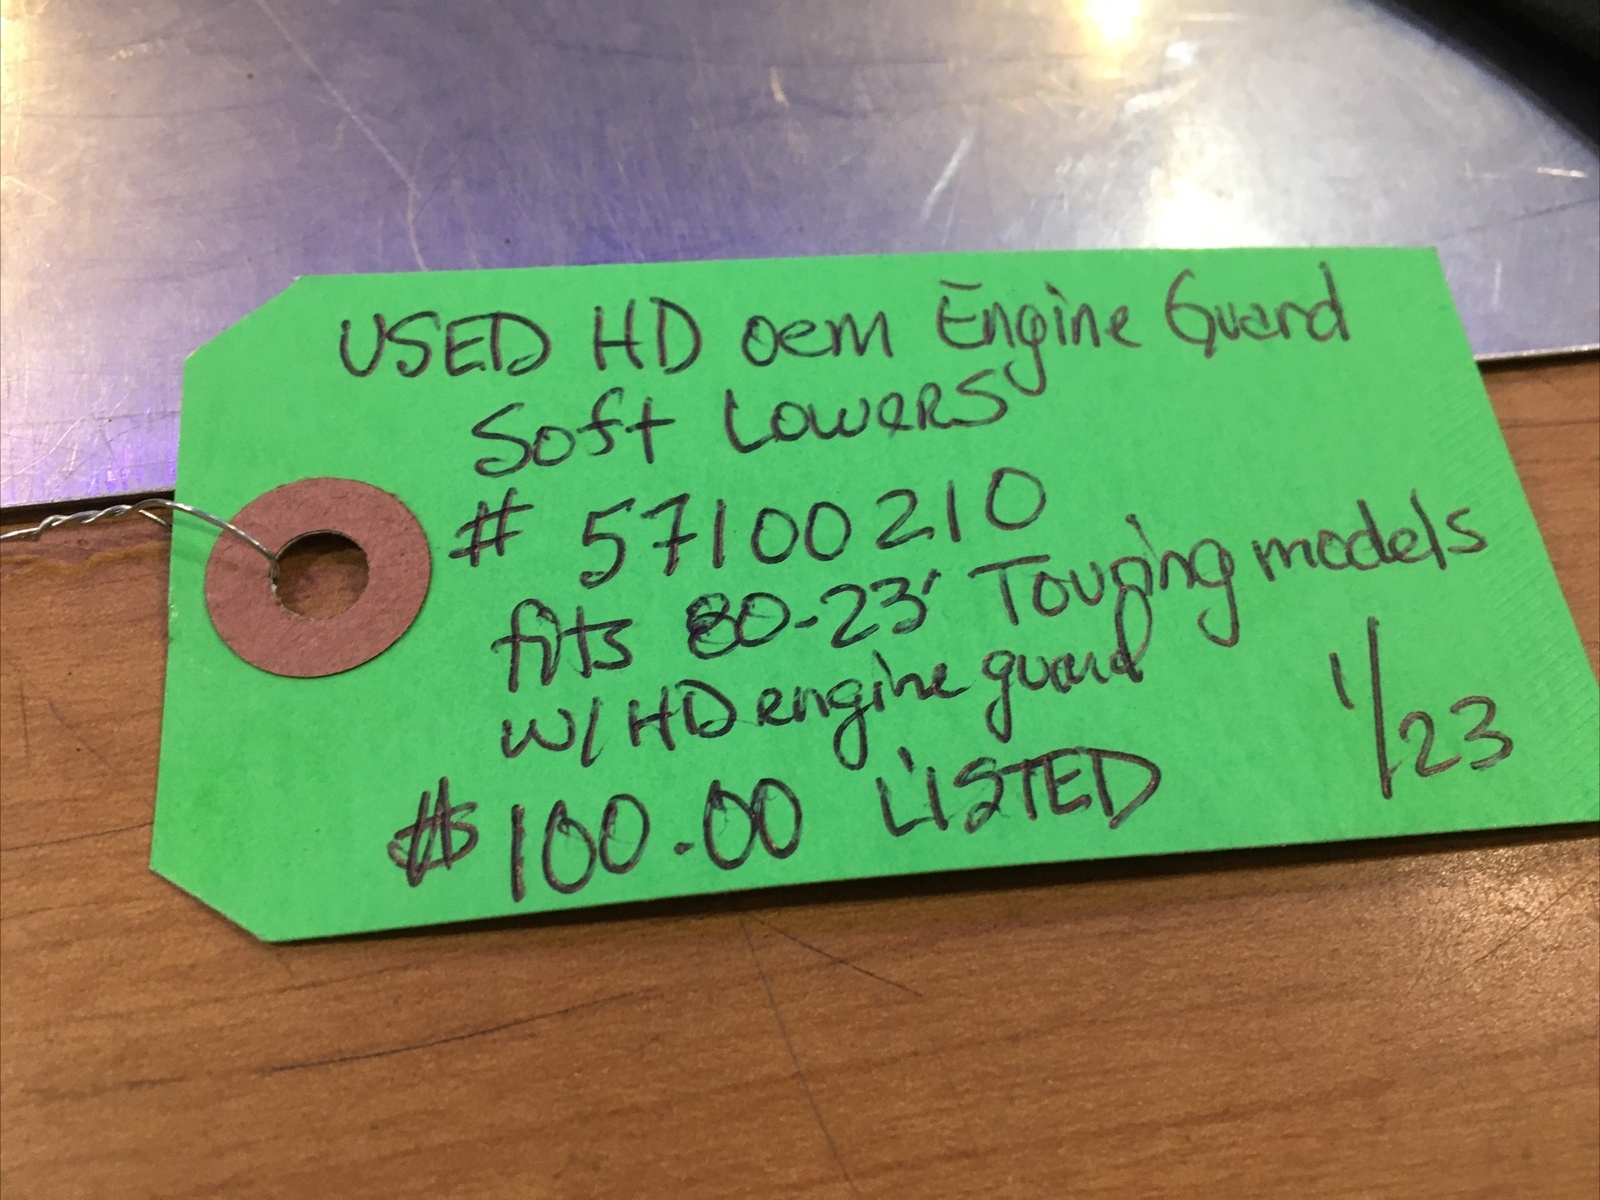 USED HD oem Engine Guard
Soft LOWERS
# 57100210
fits 80-23' Touring models
W/ HD engine guard
$100.00 LISTED 1/23